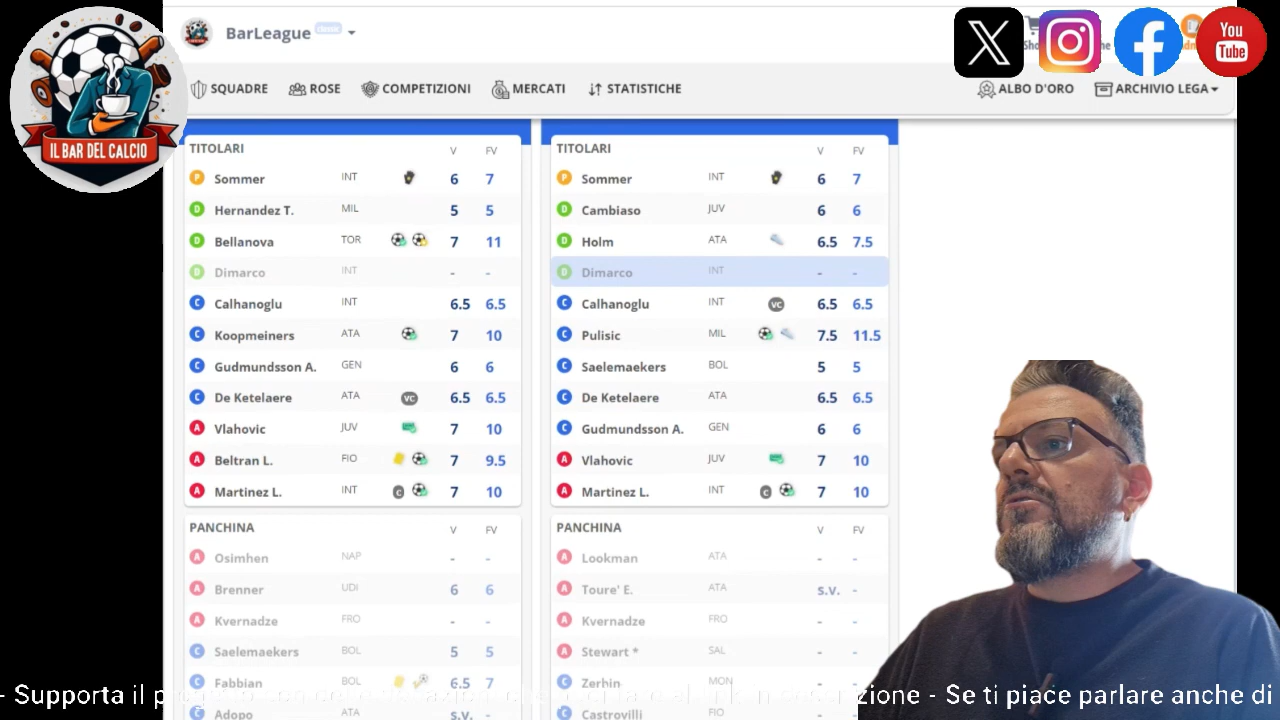 IL BAR DEL CALCIO
BarLeague
You
Tube
SQUADRE ROSE COMPETIZIONI MERCATI STATISTICHE ALBO D'ORO ARCHIVIO LEGA
TITOLARI V FV
P Sommer INT 6 7
D Hernandez T. MIL 5 5
D Bellanova TOR 7 11
D Dimarco INT - -
C Calhanoglu INT 6.5 6.5
C Koopmeiners ATA 7 10
C Gudmundsson A. GEN 6 6
C De Ketelaere ATA VC 6.5 6.5
A Vlahovic JUV 7 10
A Beltran L. FIO 7 9.5
A Martinez L. INT C 7 10
PANCHINA V FV
A Osimhen NAP - -
A Brenner UDI 6 6
A Kvernadze FRO - -
C Saelemaekers BOL 5 5
C Fabbian BOL 6.5 7
C Adopo ATA s.v. -
TITOLARI V FV
P Sommer INT 6 7
D Cambiaso JUV 6 6
D Holm ATA 6.5 7.5
D Dimarco INT - -
C Calhanoglu INT VC 6.5 6.5
C Pulisic MIL 7.5 11.5
C Saelemaekers BOL 5 5
C De Ketelaere ATA 6.5 6.5
C Gudmundsson A. GEN 6 6
A Vlahovic JUV 7 10
A Martinez L. INT C 7 10
PANCHINA V FV
A Lookman ATA - -
A Toure' E. ATA s.v. -
A Kvernadze FRO - -
A Stewart * SAL - -
C Zerhin MON - -
C Castrovilli FIO - -
- Supporta il - Se ti piace parlare anche di